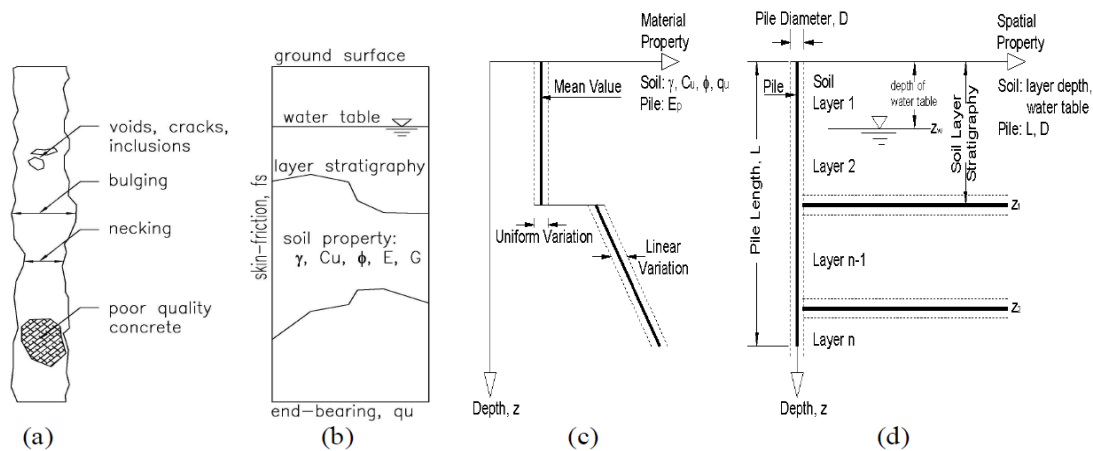 voids, cracks,
inclusions
bulging
necking
poor quality
concrete
(a)
ground surface
water table
layer stratigraphy
skin-friction, fs
soil property:
γ, Cu, ϕ, E, G
end-bearing, qu
(b)
Material
Property
Soil: γ, Cᵤ, ϕ, qᵤ
Pile: Eₚ
Mean Value
Uniform Variation
Linear
Variation
Depth, z
(c)
Pile Diameter, D
Spatial
Property
Soil: layer depth,
water table
Pile: L, D
Pile
Soil
Layer 1
depth of
water table
z_w
Layer 2
Soil Layer
Stratigraphy
Pile Length, L
z₁
Layer n-1
z₂
Layer n
Depth, z
(d)